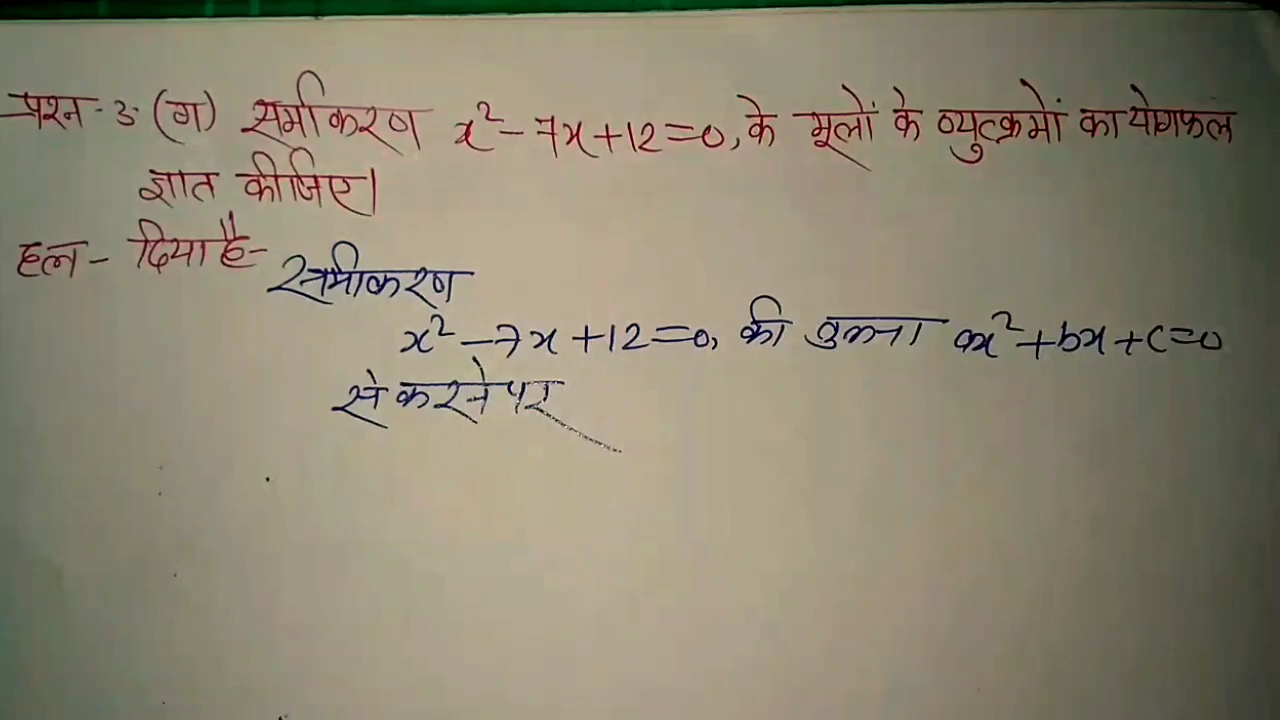 प्रश्न-3 (ग) समीकरण x²-7x+12=0, के मूलों के व्युत्क्रमों का योगफल
ज्ञात कीजिए।
हल- दिया है-
समीकरण
x²-7x+12=0, की तुलना ax²+bx+c=0
से करने पर